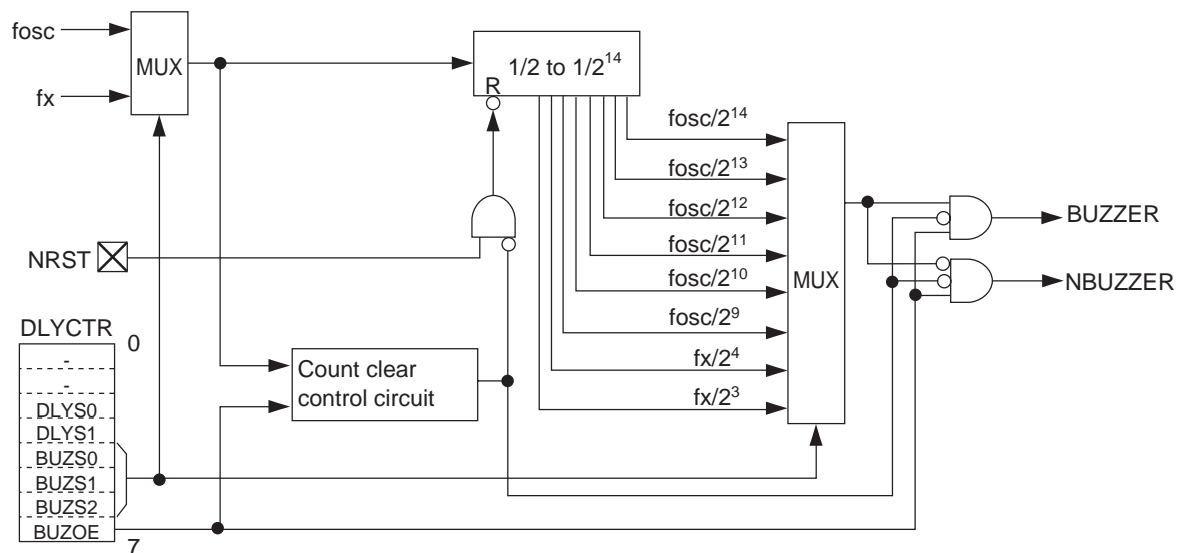 fosc
MUX
fx
1/2 to 1/2¹⁴
R
fosc/2¹⁴
fosc/2¹³
fosc/2¹²
fosc/2¹¹
fosc/2¹⁰
fosc/2⁹
fx/2⁴
fx/2³
MUX
BUZZER
NBUZZER
NRST
Count clear
control circuit
DLYCTR
0
-
-
DLYS0
DLYS1
BUZS0
BUZS1
BUZS2
BUZOE
7